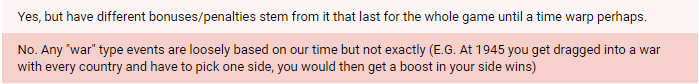 Yes, but have different bonuses/penalties stem from it that last for the whole game until a time warp perhaps.
No. Any "war" type events are loosely based on our time but not exactly (E.G. At 1945 you get dragged into a war
with every country and have to pick one side, you would then get a boost in your side wins)